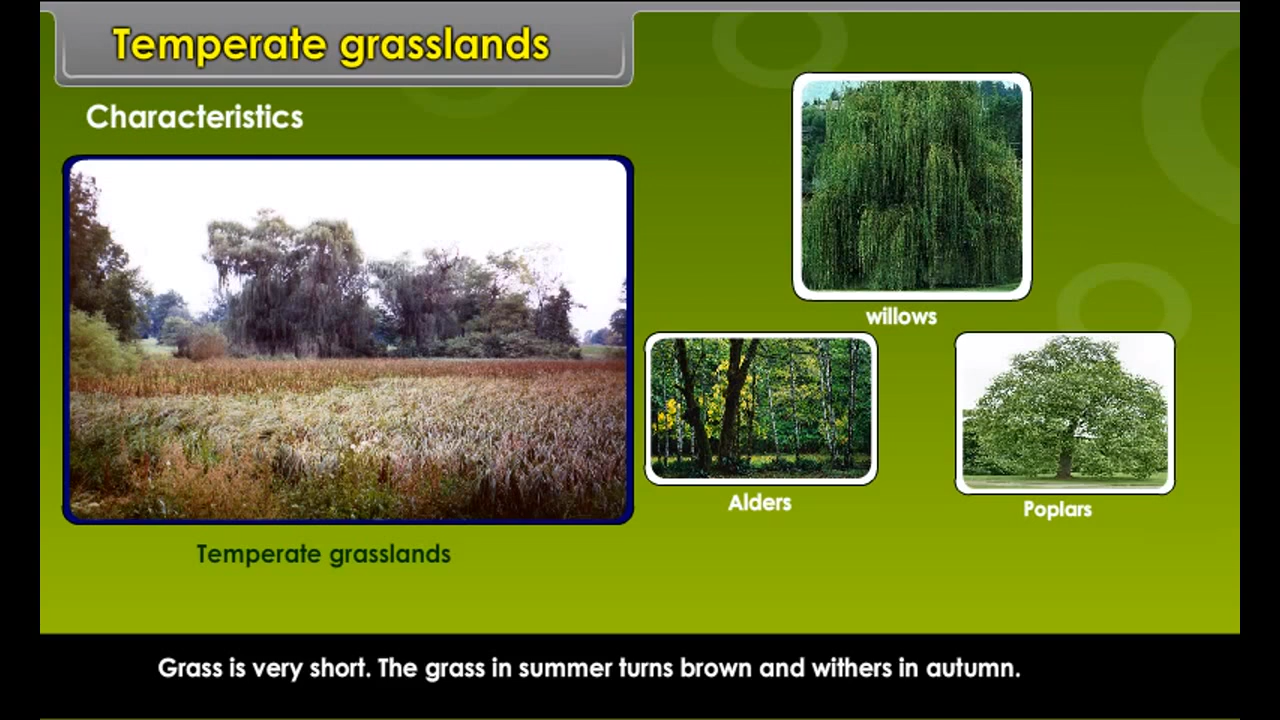 Temperate grasslands
Characteristics
willows
Alders
Poplars
Temperate grasslands
Grass is very short. The grass in summer turns brown and withers in autumn.